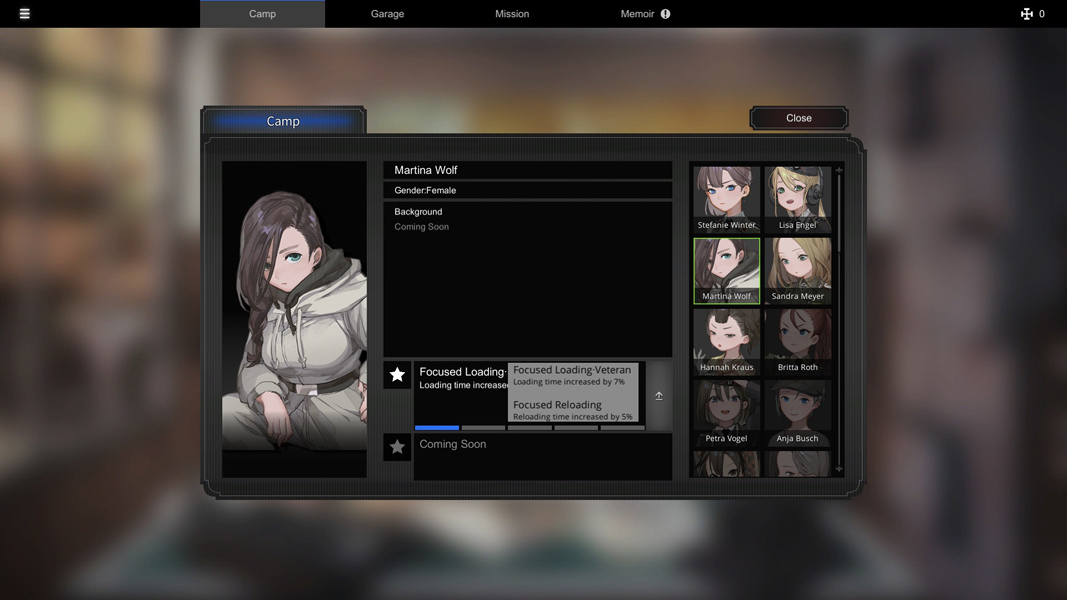 Camp
Garage
Mission
Memoir
0
Camp
Close
Martina Wolf
Gender:Female
Background
Coming Soon
Focused Loading·
Loading time increase
Focused Loading·Veteran
Loading time increased by 7%
Focused Reloading
Reloading time increased by 5%
Coming Soon
Stefanie Winter
Lisa Engel
Martina Wolf
Sandra Meyer
Hannah Kraus
Britta Roth
Petra Vogel
Anja Busch